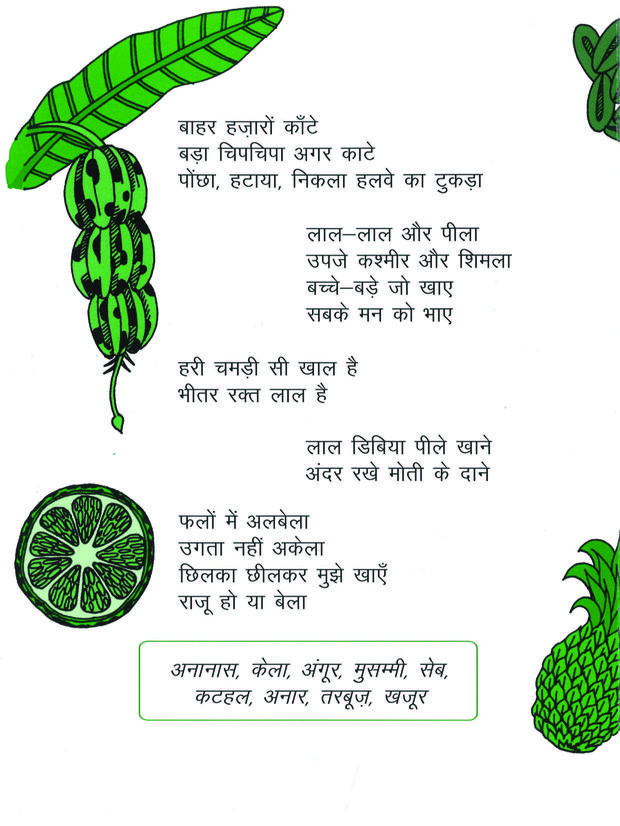 बाहर हज़ारों काँटे
बड़ा चिपचिपा अगर काटे
पोंछा, हटाया, निकला हलवे का टुकड़ा
लाल–लाल और पीला
उपजे कश्मीर और शिमला
बच्चे–बड़े जो खाए
सबके मन को भाए
हरी चमड़ी सी खाल है
भीतर रक्त लाल है
लाल डिबिया पीले खाने
अंदर रखे मोती के दाने
फलों में अलबेला
उगता नहीं अकेला
छिलका छीलकर मुझे खाएँ
राजू हो या बेला
अनानास, केला, अंगूर, मुसम्मी, सेब,
कटहल, अनार, तरबूज़, खजूर